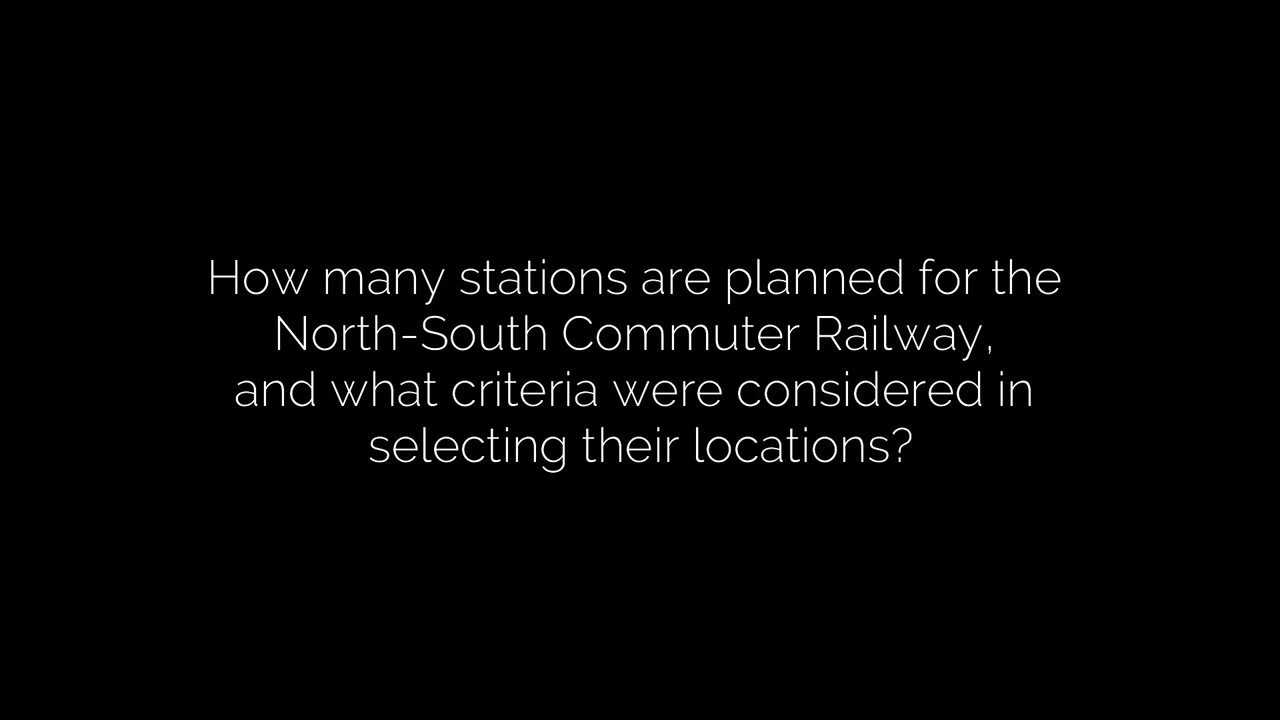 How many stations are planned for the
North-South Commuter Railway,
and what criteria were considered in
selecting their locations?